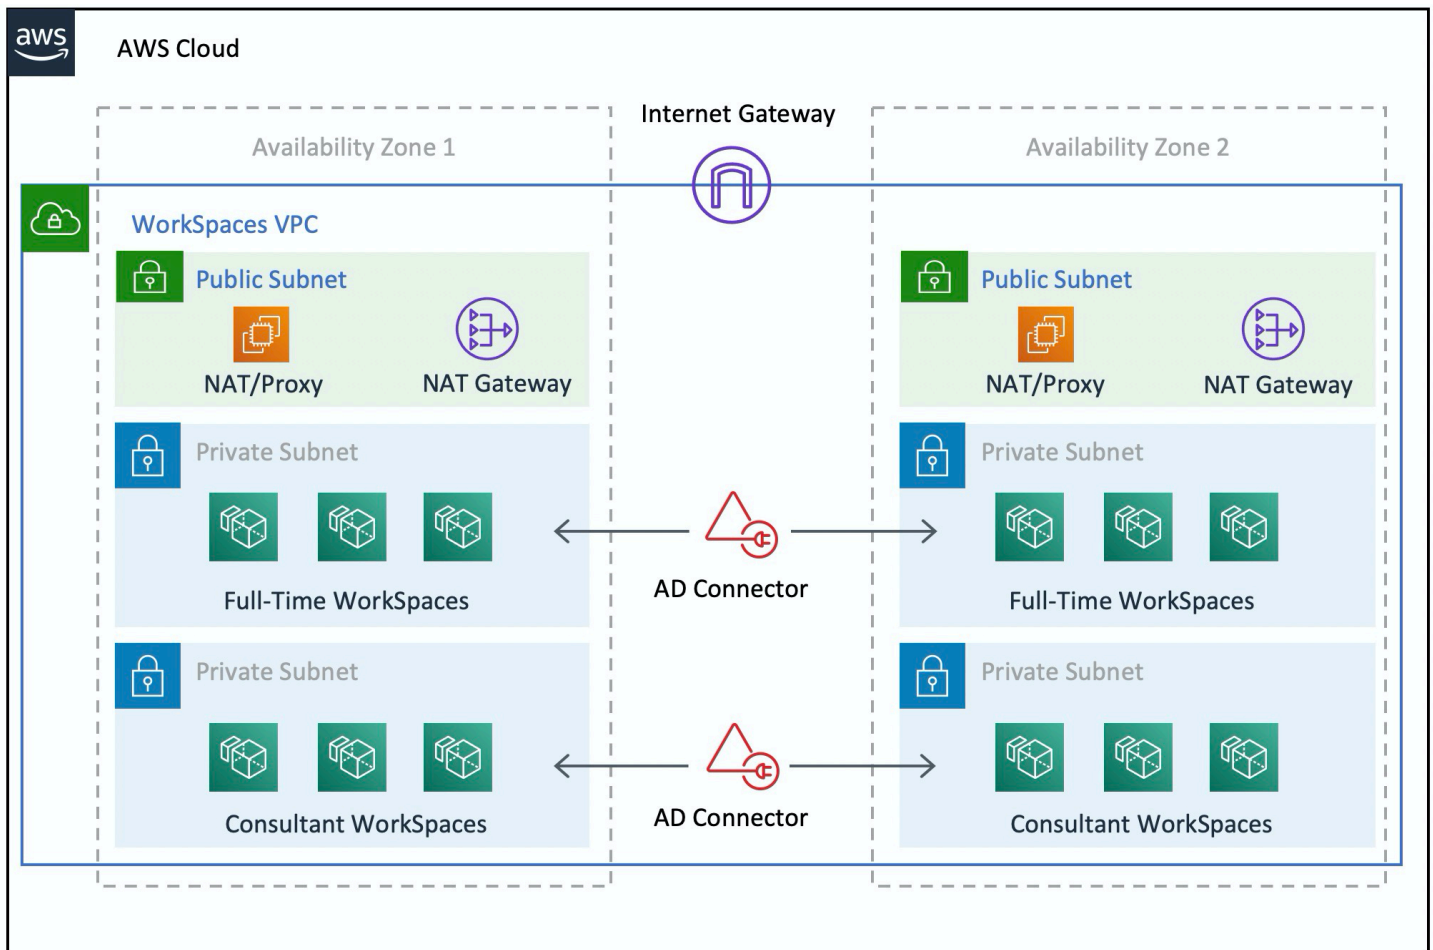 aws
AWS Cloud
Internet Gateway
Availability Zone 1
Availability Zone 2
WorkSpaces VPC
Public Subnet
Public Subnet
NAT/Proxy
NAT Gateway
NAT/Proxy
NAT Gateway
Private Subnet
Private Subnet
AD Connector
Full-Time WorkSpaces
Full-Time WorkSpaces
Private Subnet
Private Subnet
AD Connector
Consultant WorkSpaces
Consultant WorkSpaces